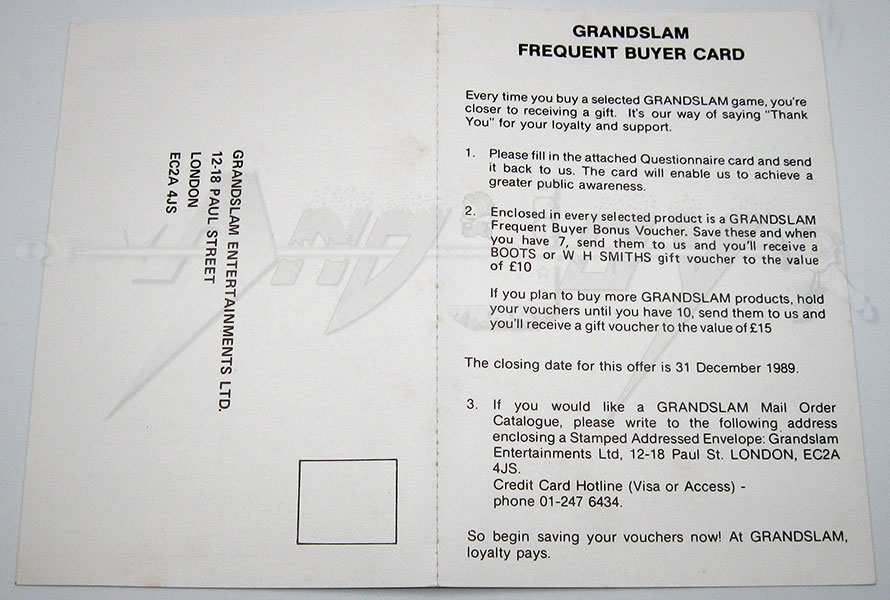 GRANDSLAM ENTERTAINMENTS LTD.
12-18 PAUL STREET
LONDON
EC2A 4JS
GRANDSLAM
FREQUENT BUYER CARD
Every time you buy a selected GRANDSLAM game, you're
closer to receiving a gift. It's our way of saying "Thank
You" for your loyalty and support.
1. Please fill in the attached Questionnaire card and send
it back to us. The card will enable us to achieve a
greater public awareness.
2. Enclosed in every selected product is a GRANDSLAM
Frequent Buyer Bonus Voucher. Save these and when
you have 7, send them to us and you'll receive a
BOOTS or W H SMITHS gift voucher to the value
of £10
If you plan to buy more GRANDSLAM products, hold
your vouchers until you have 10, send them to us and
you'll receive a gift voucher to the value of £15
The closing date for this offer is 31 December 1989.
3. If you would like a GRANDSLAM Mail Order
Catalogue, please write to the following address
enclosing a Stamped Addressed Envelope: Grandslam
Entertainments Ltd, 12-18 Paul St. LONDON, EC2A
4JS.
Credit Card Hotline (Visa or Access) -
phone 01-247 6434.
So begin saving your vouchers now! At GRANDSLAM,
loyalty pays.